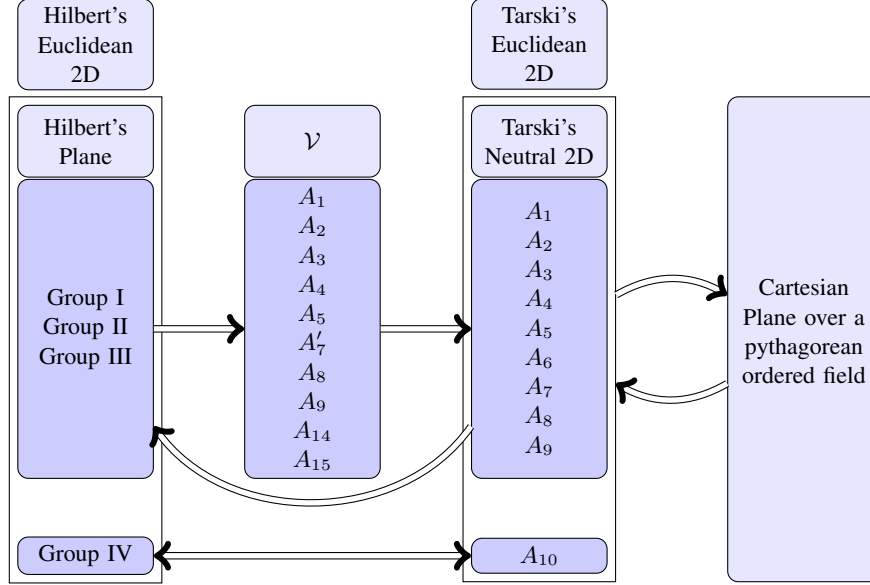 Hilbert's
Euclidean
2D
Tarski's
Euclidean
2D
Hilbert's
Plane
𝒱
Tarski's
Neutral 2D
Group I
Group II
Group III
A₁
A₂
A₃
A₄
A₅
A′₇
A₈
A₉
A₁₄
A₁₅
A₁
A₂
A₃
A₄
A₅
A₆
A₇
A₈
A₉
Cartesian
Plane over a
pythagorean
ordered field
Group IV
A₁₀